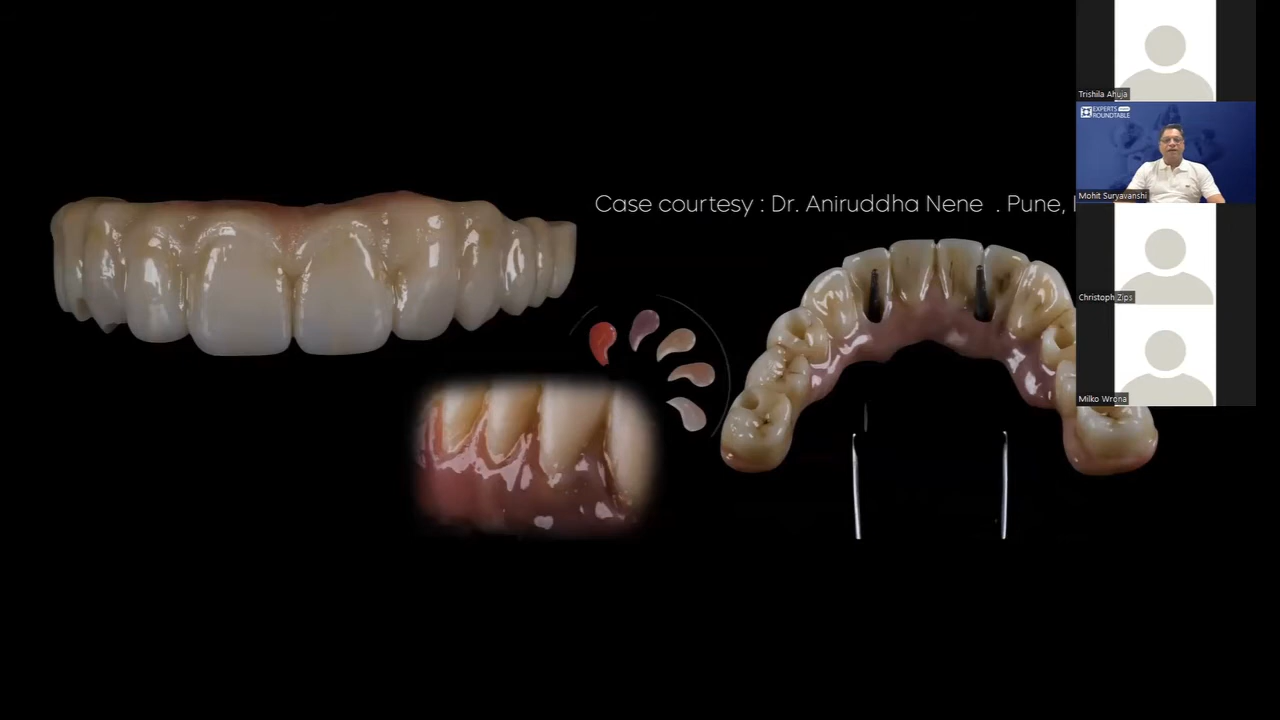 Case courtesy : Dr. Aniruddha Nene . Pune,
Trishila Ahuja
EXPERTS
ROUNDTABLE
Mohit Suryavanshi
Christoph Zips
Milko Wrona